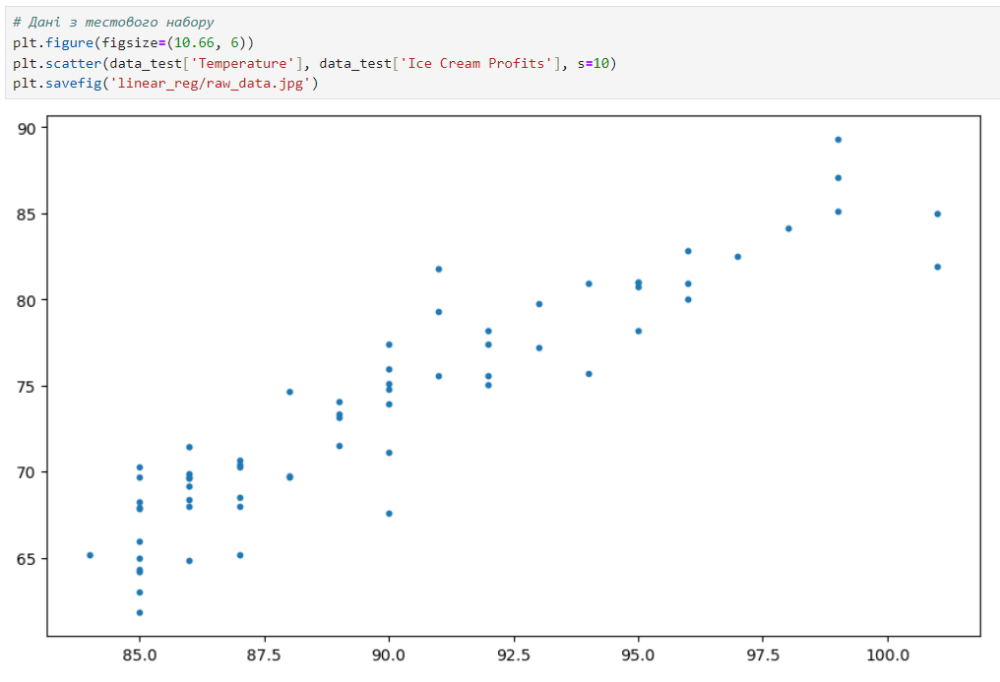 # Дані з тестового набору
plt.figure(figsize=(10.66, 6))
plt.scatter(data_test['Temperature'], data_test['Ice Cream Profits'], s=10)
plt.savefig('linear_reg/raw_data.jpg')
90
85
80
75
70
65
85.0 87.5 90.0 92.5 95.0 97.5 100.0